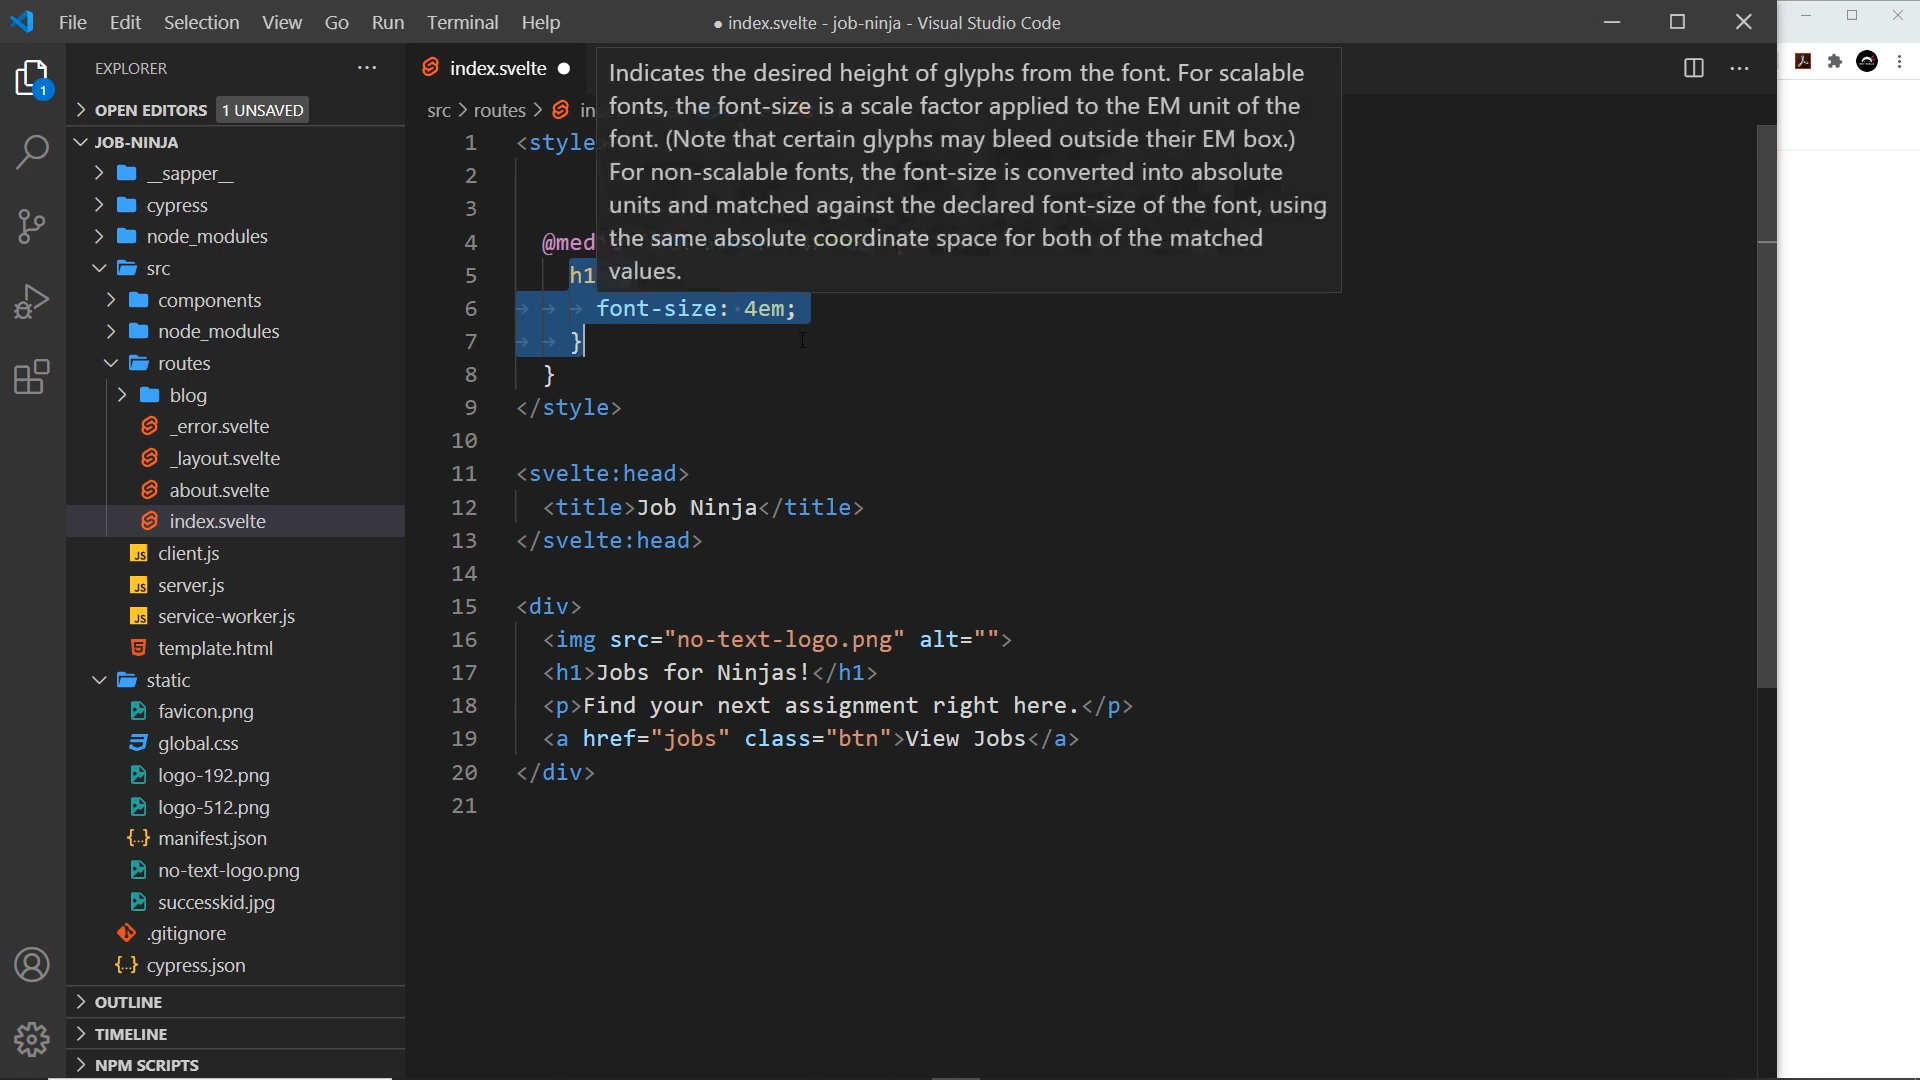 File Edit Selection View Go Run Terminal Help
● index.svelte - job-ninja - Visual Studio Code
EXPLORER
1
OPEN EDITORS 1 UNSAVED
JOB-NINJA
__sapper__
cypress
node_modules
src
components
node_modules
routes
blog
_error.svelte
_layout.svelte
about.svelte
index.svelte
client.js
server.js
service-worker.js
template.html
static
favicon.png
global.css
logo-192.png
logo-512.png
manifest.json
no-text-logo.png
successkid.jpg
.gitignore
cypress.json
OUTLINE
TIMELINE
NPM SCRIPTS
index.svelte
src > routes > in
Indicates the desired height of glyphs from the font. For scalable
fonts, the font-size is a scale factor applied to the EM unit of the
font. (Note that certain glyphs may bleed outside their EM box.)
For non-scalable fonts, the font-size is converted into absolute
units and matched against the declared font-size of the font, using
the same absolute coordinate space for both of the matched
values.
1 <style
2
3
4 @med
5 h1
6 font-size: 4em;
7 }
8 }
9 </style>
10
11 <svelte:head>
12 <title>Job Ninja</title>
13 </svelte:head>
14
15 <div>
16 <img src="no-text-logo.png" alt="">
17 <h1>Jobs for Ninjas!</h1>
18 <p>Find your next assignment right here.</p>
19 <a href="jobs" class="btn">View Jobs</a>
20 </div>
21